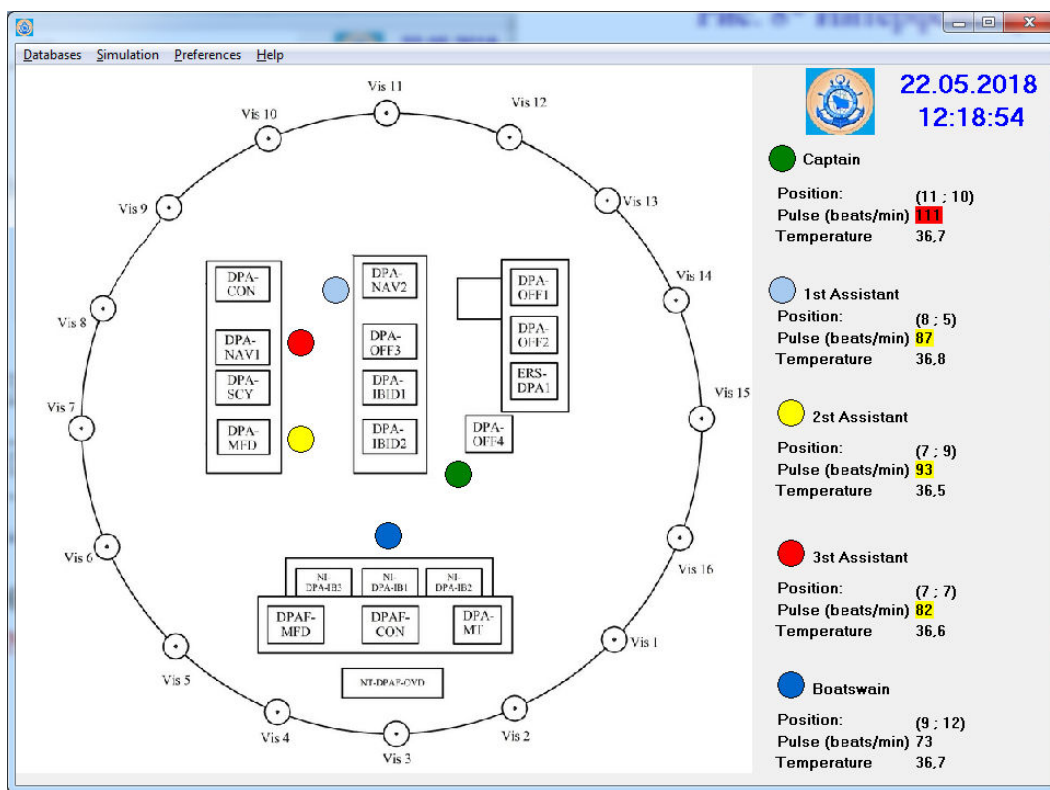 Рис. 8
Databases Simulation Preferences Help
22.05.2018
12:18:54
Vis 11
Vis 10
Vis 12
Vis 9
Vis 13
Vis 14
Vis 8
Vis 15
Vis 7
Vis 6
Vis 16
Vis 5
Vis 1
Vis 4
Vis 2
Vis 3
DPA-
CON
DPA-
NAV1
DPA-
SCY
DPA-
MFD
DPA-
NAV2
DPA-
OFF3
DPA-
IBID1
DPA-
IBID2
DPA-
OFF1
DPA-
OFF2
ERS-
DPA1
DPA-
OFF4
NI-
DPA-IB3
NI-
DPA-IB1
NI-
DPA-IB2
DPAF-
MFD
DPAF-
CON
DPA-
MT
NT-DPAF-OVD
Captain
Position: (11 ; 10)
Pulse (beats/min) 111
Temperature 36,7
1st Assistant
Position: (8 ; 5)
Pulse (beats/min) 87
Temperature 36,8
2st Assistant
Position: (7 ; 9)
Pulse (beats/min) 93
Temperature 36,5
3st Assistant
Position: (7 ; 7)
Pulse (beats/min) 82
Temperature 36,6
Boatswain
Position: (9 ; 12)
Pulse (beats/min) 73
Temperature 36,7